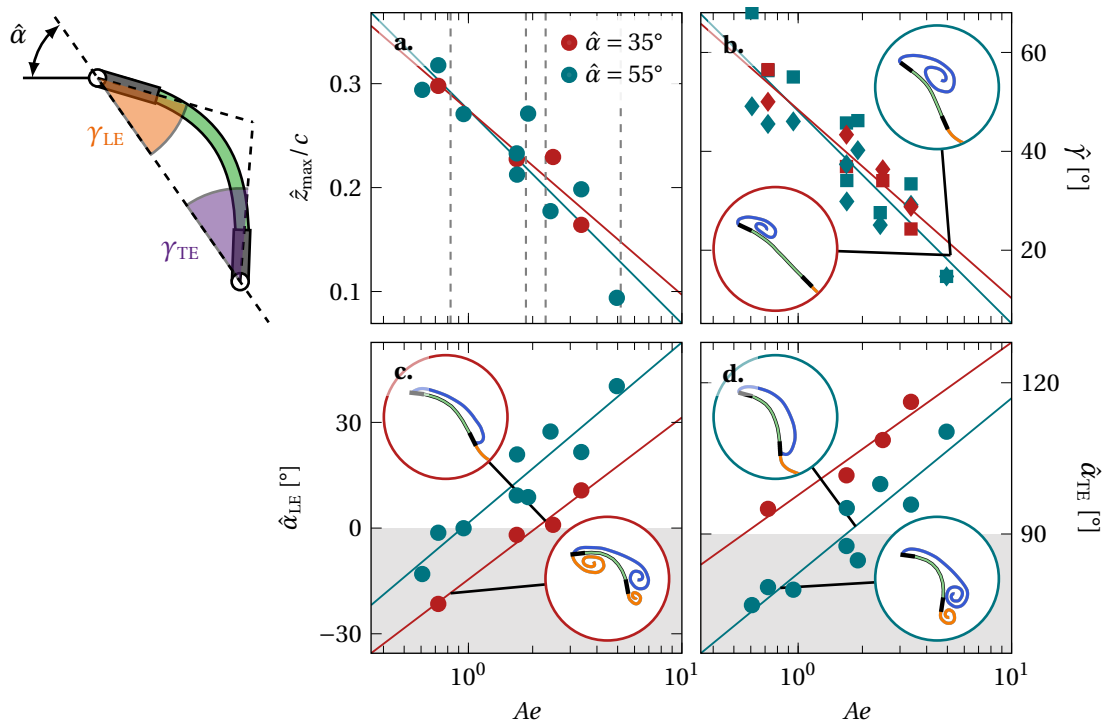 α̂
γLE
γTE
a.
α̂ = 35°
α̂ = 55°
0.3
0.2
0.1
ẑmax/c
b.
60
40
20
γ̂ [°]
c.
30
0
−30
α̂LE [°]
10⁰
10¹
Ae
d.
120
90
60
α̂TE [°]
10⁰
10¹
Ae